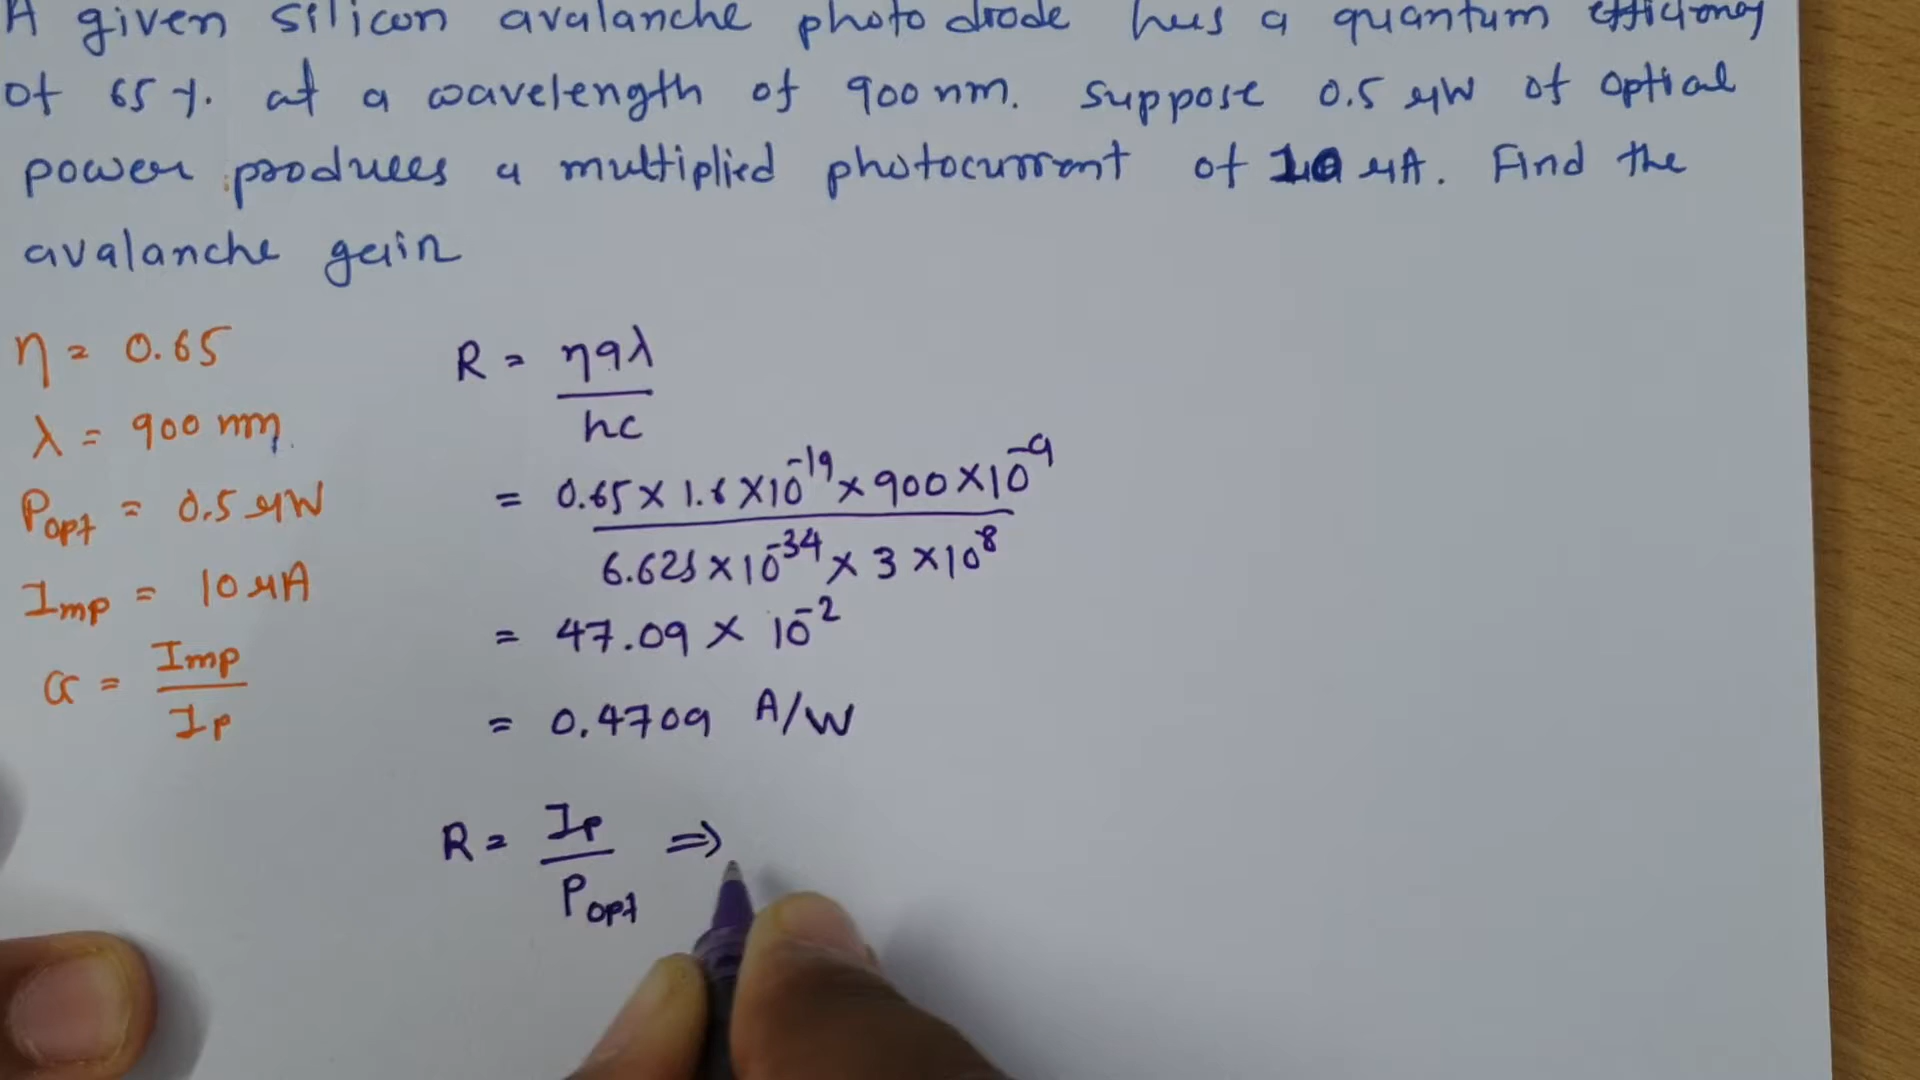 A given silicon avalanche photo diode has a quantum efficiency
of 65 %. at a wavelength of 900 nm. Suppose 0.5 μW of optical
power produces a multiplied photocurrent of 10 μA. Find the
avalanche gain
η = 0.65
λ = 900 nm.
Popt = 0.5 μW
Imp = 10 μA
G = Imp / Ip
R = ηqλ / hc
= 0.65 × 1.6 × 10^-19 × 900 × 10^-9 / 6.625 × 10^-34 × 3 × 10^8
= 47.09 × 10^-2
= 0.4709 A/W
R = Ip / Popt ⇒